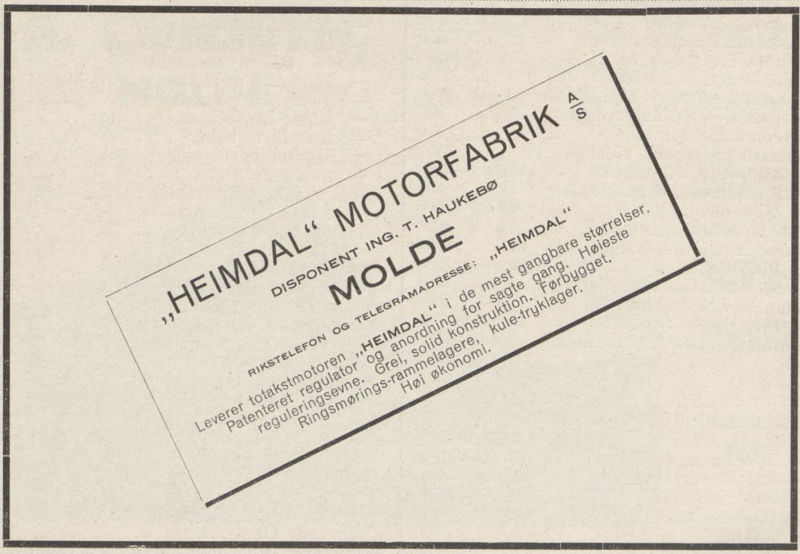 „HEIMDAL“ MOTORFABRIK A/S
DISPONENT ING. T. HAUKEBØ
MOLDE
RIKSTELEFON OG TELEGRAMADRESSE: „HEIMDAL“
Leverer totakstmotoren „HEIMDAL“ i de mest gangbare størrelser.
Patenteret regulator og anordning for sagte gang. Høieste
reguleringsevne. Grei, solid konstruktion. Førbygget.
Ringsmørings-rammelagere, kule-tryklager.
Høi økonomi.